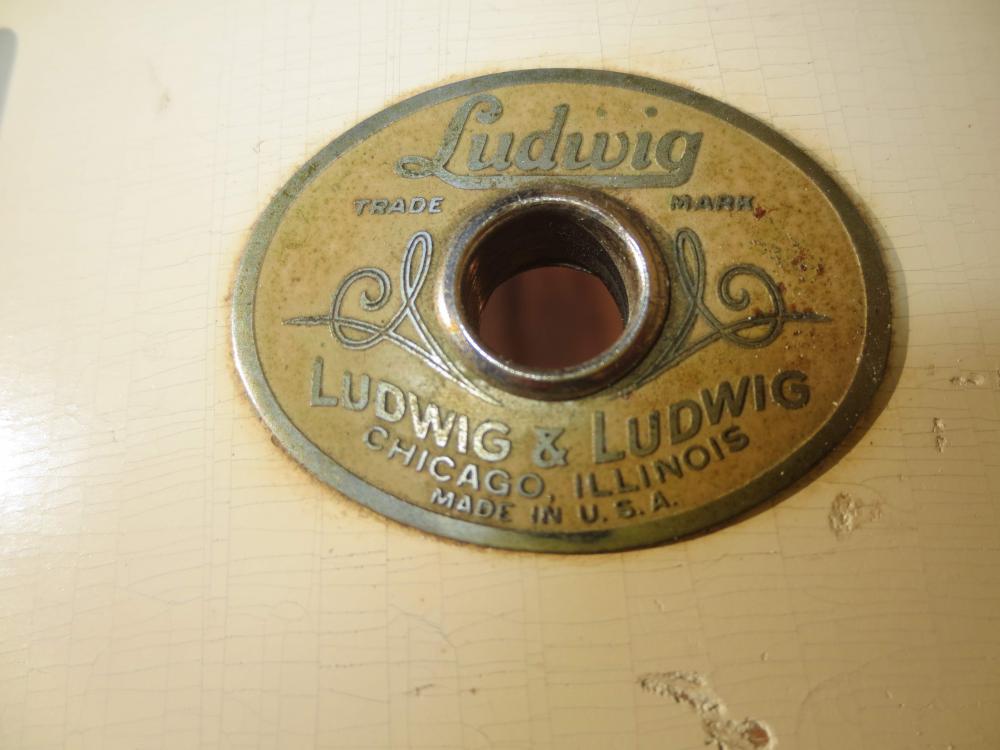 Ludwig
TRADE MARK
LUDWIG & LUDWIG
CHICAGO, ILLINOIS
MADE IN U.S.A.